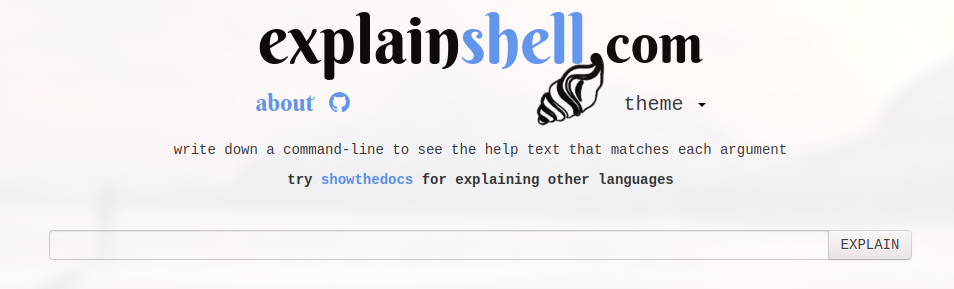 explainshell.com
about theme
write down a command-line to see the help text that matches each argument
try showthedocs for explaining other languages
EXPLAIN